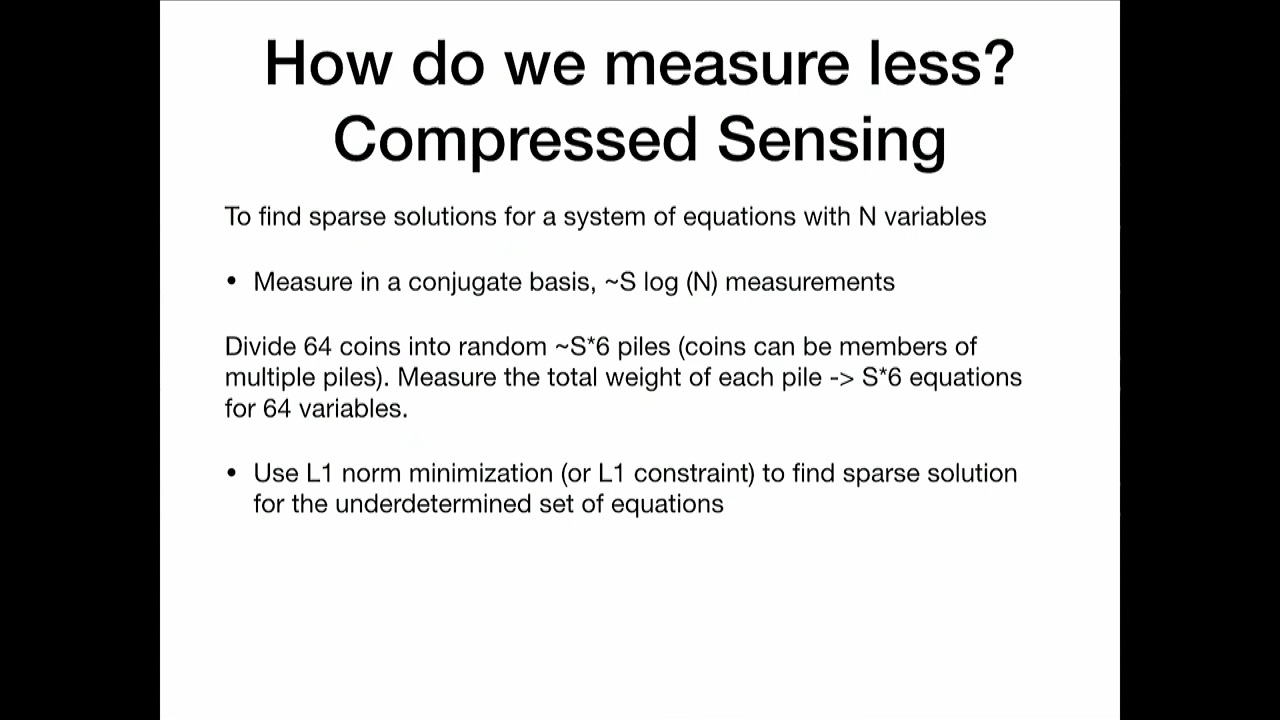 How do we measure less?
Compressed Sensing
To find sparse solutions for a system of equations with N variables
• Measure in a conjugate basis, ~S log (N) measurements
Divide 64 coins into random ~S*6 piles (coins can be members of
multiple piles). Measure the total weight of each pile -> S*6 equations
for 64 variables.
• Use L1 norm minimization (or L1 constraint) to find sparse solution
for the underdetermined set of equations